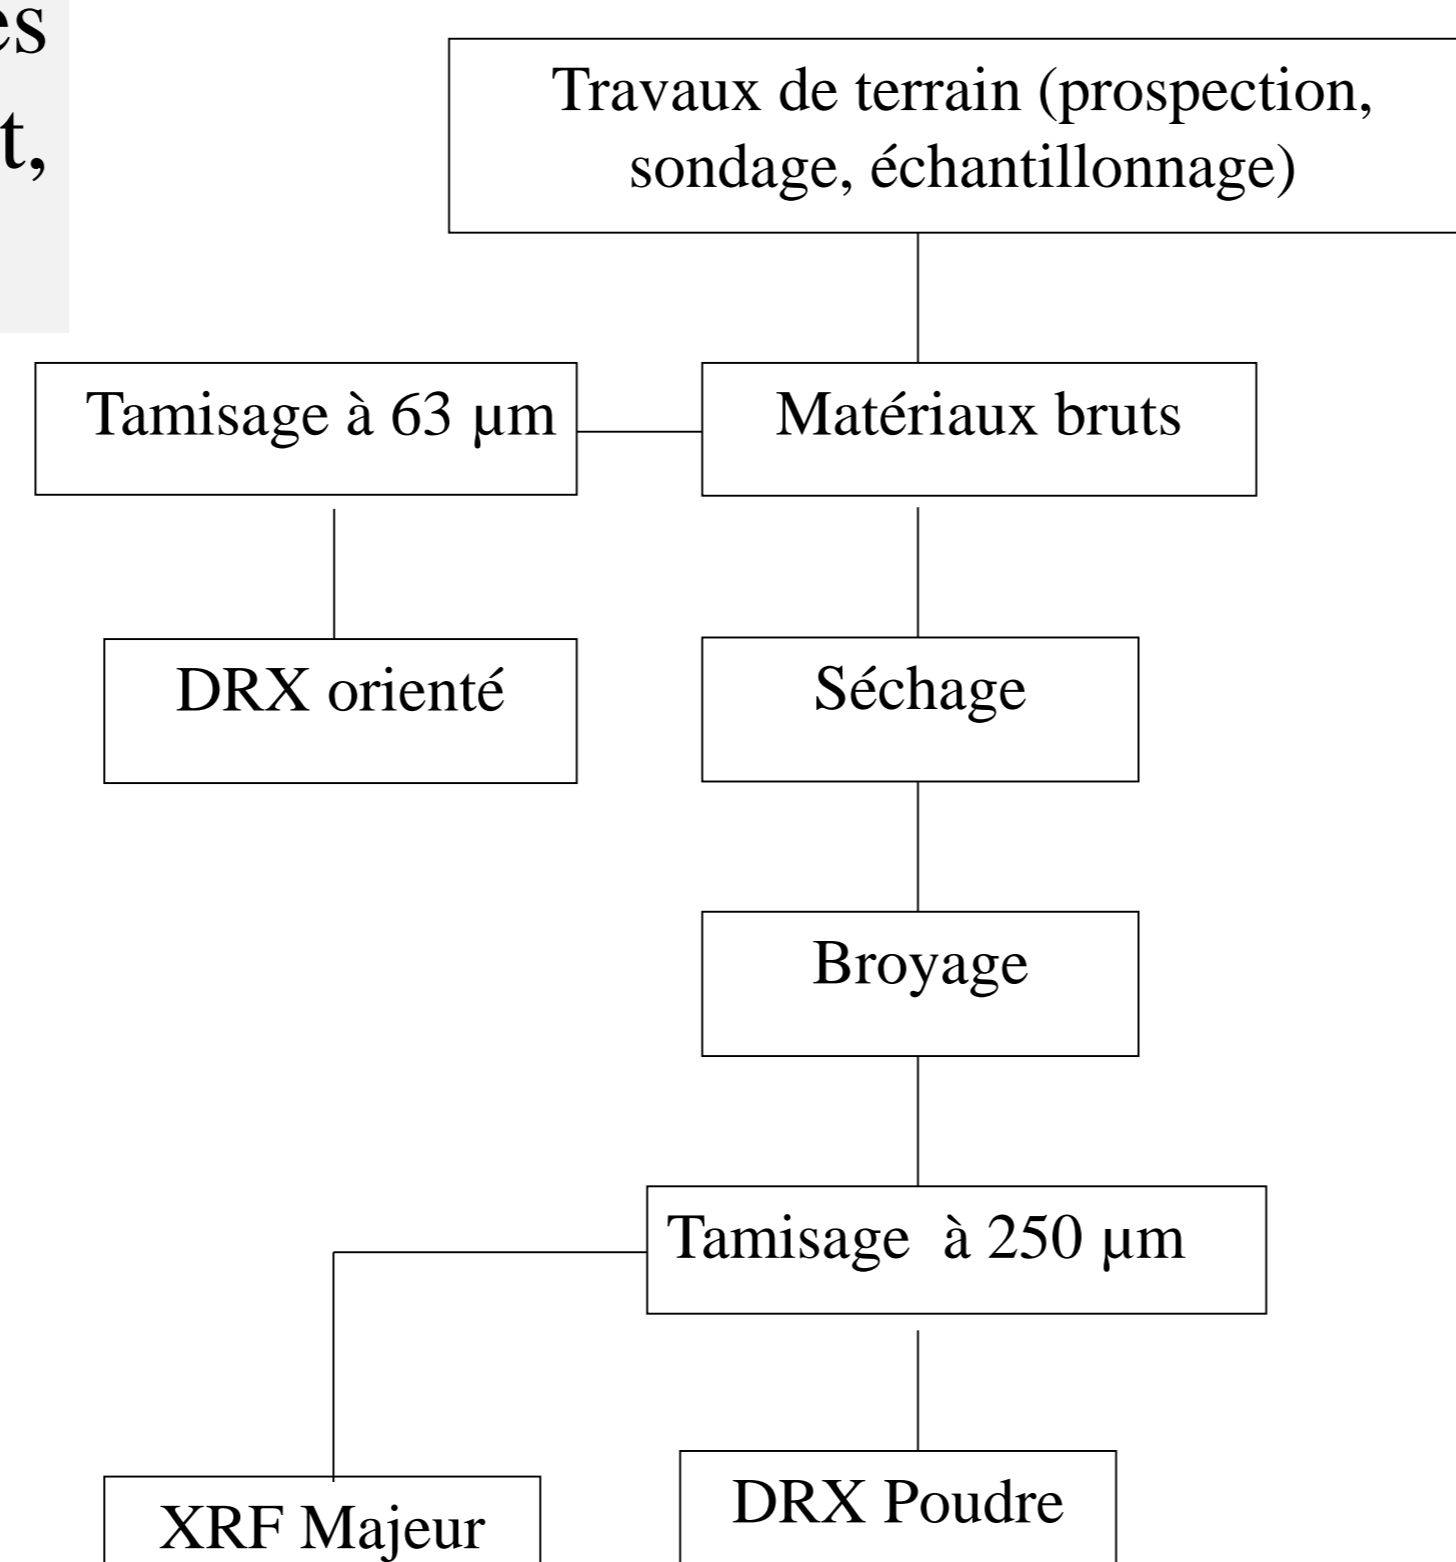 es
t,
Travaux de terrain (prospection,
sondage, échantillonnage)
Tamisage à 63 µm
Matériaux bruts
DRX orienté
Séchage
Broyage
Tamisage à 250 µm
XRF Majeur
DRX Poudre